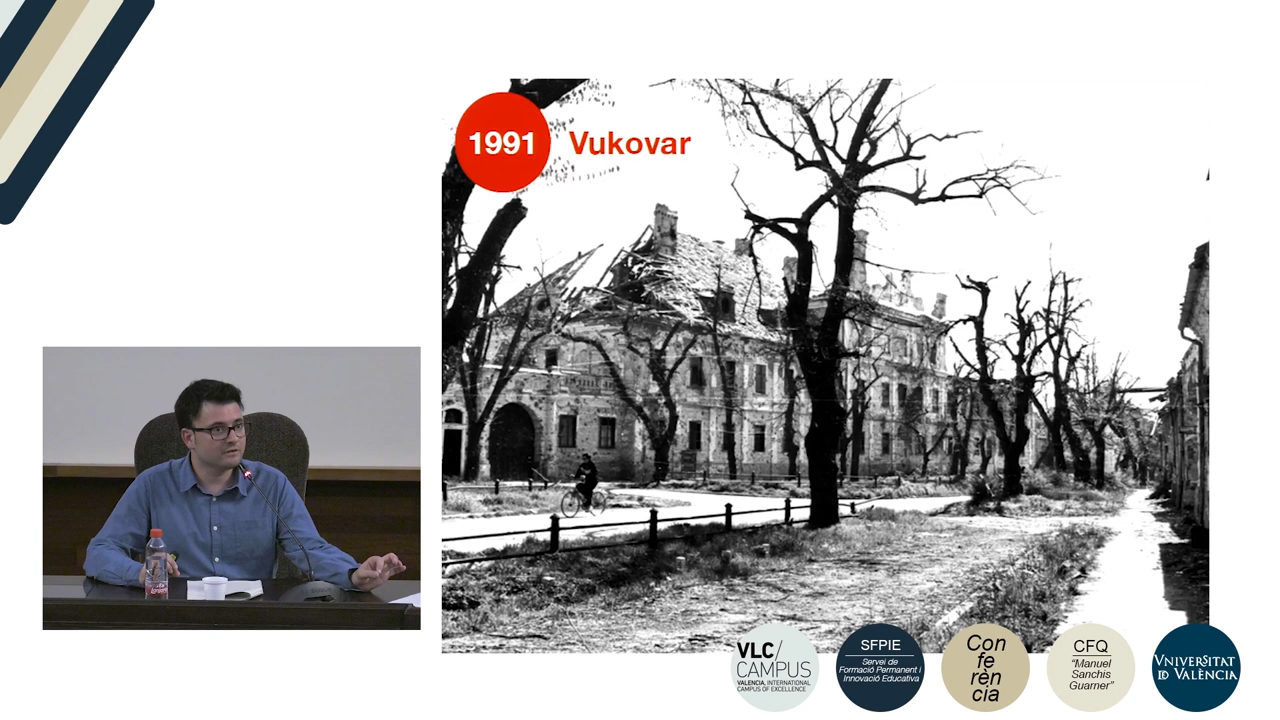 1991 Vukovar
VLC/
CAMPUS
VALENCIA, INTERNATIONAL
CAMPUS OF EXCELLENCE
SFPIE
Servei de
Formació Permanent i
Innovació Educativa
Con
fe
rèn
cia
CFQ
"Manuel
Sanchis
Guarner"
VNIVERSITAT
ID VALÈNCIA